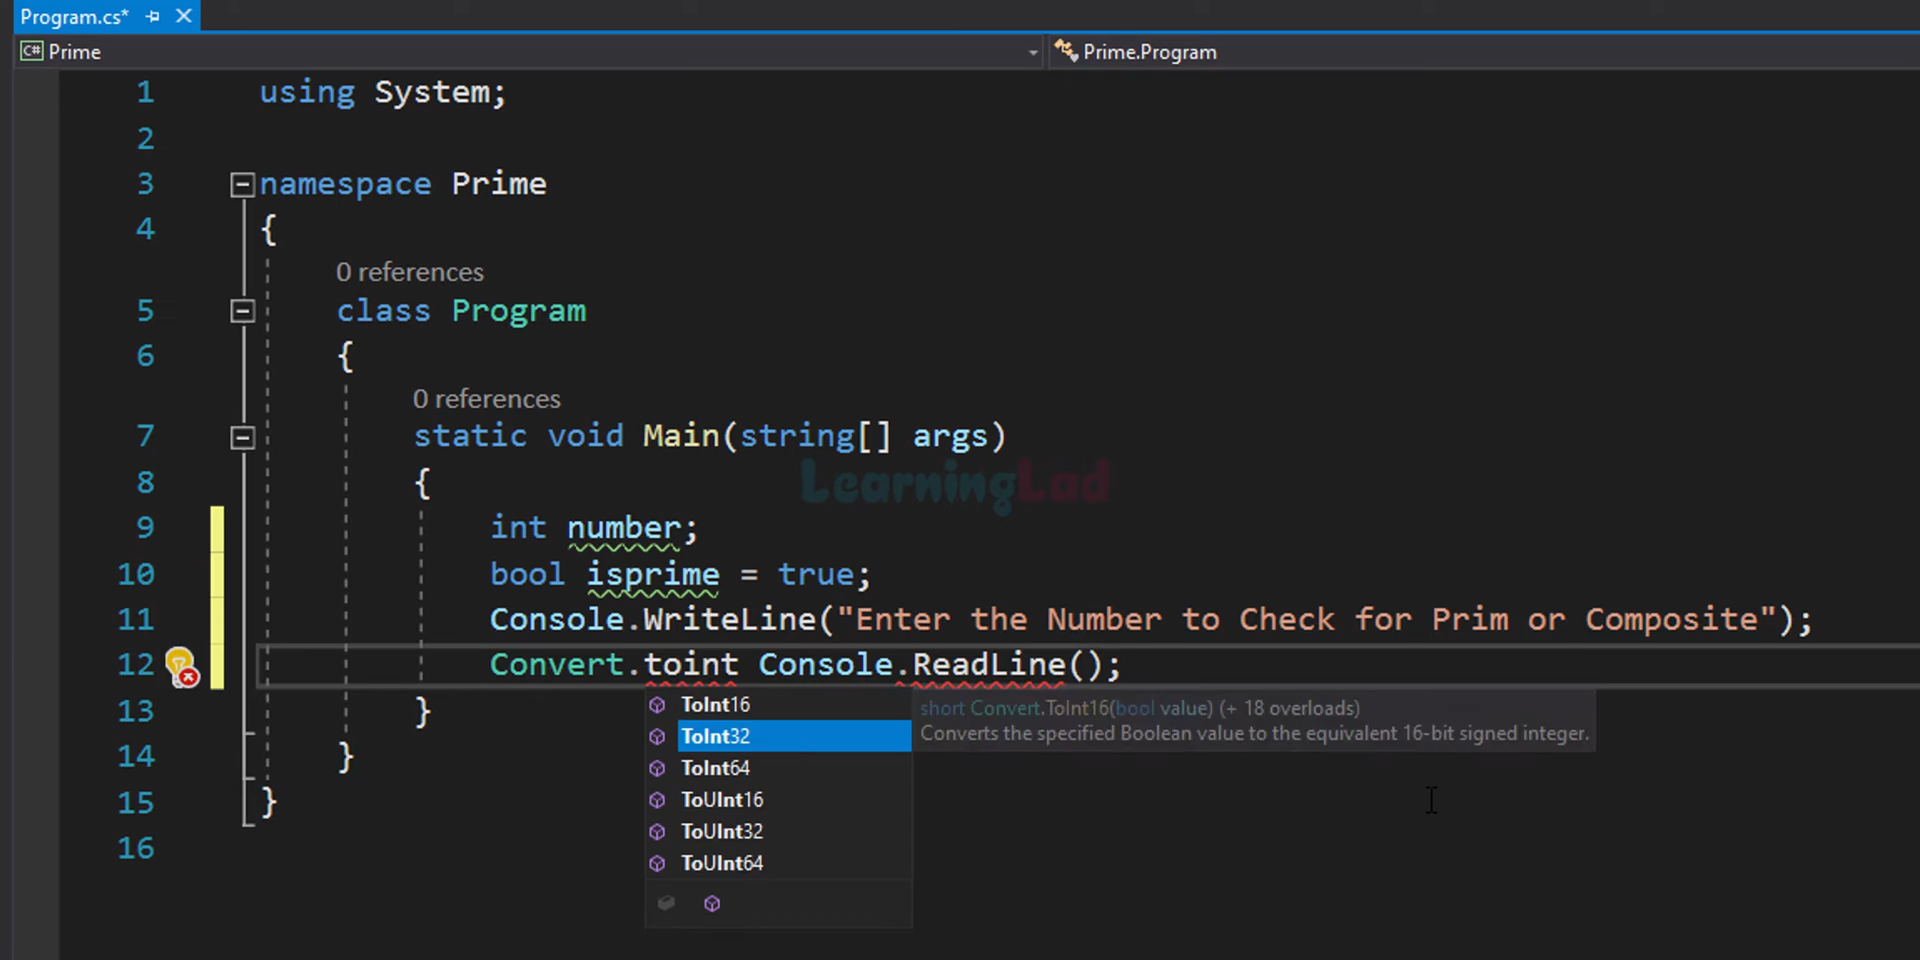 Program.cs*
C# Prime
Prime.Program
1 using System;
2
3 namespace Prime
4 {
0 references
5 class Program
6 {
0 references
7 static void Main(string[] args)
LearningLad
8 {
9 int number;
10 bool isprime = true;
11 Console.WriteLine("Enter the Number to Check for Prim or Composite");
12 Convert.toint Console.ReadLine();
13 }
14 }
15 }
16
ToInt16
ToInt32
ToInt64
ToUInt16
ToUInt32
ToUInt64
short Convert.ToInt16(bool value) (+ 18 overloads)
Converts the specified Boolean value to the equivalent 16-bit signed integer.